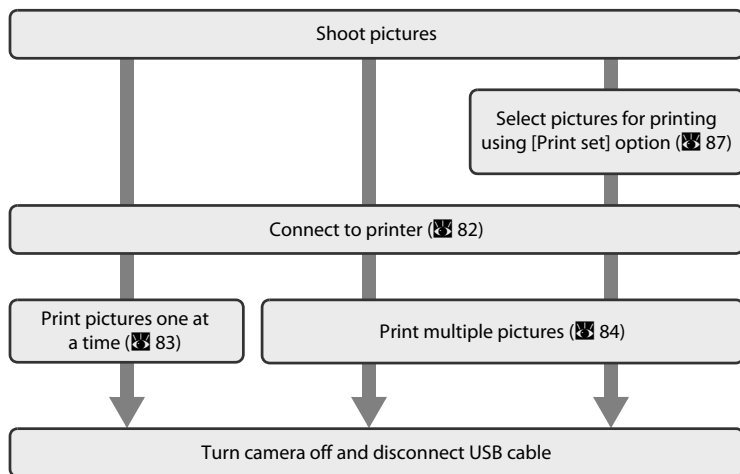 Shoot pictures
Select pictures for printing
using [Print set] option (87)
Connect to printer (82)
Print pictures one at
a time (83)
Print multiple pictures (84)
Turn camera off and disconnect USB cable